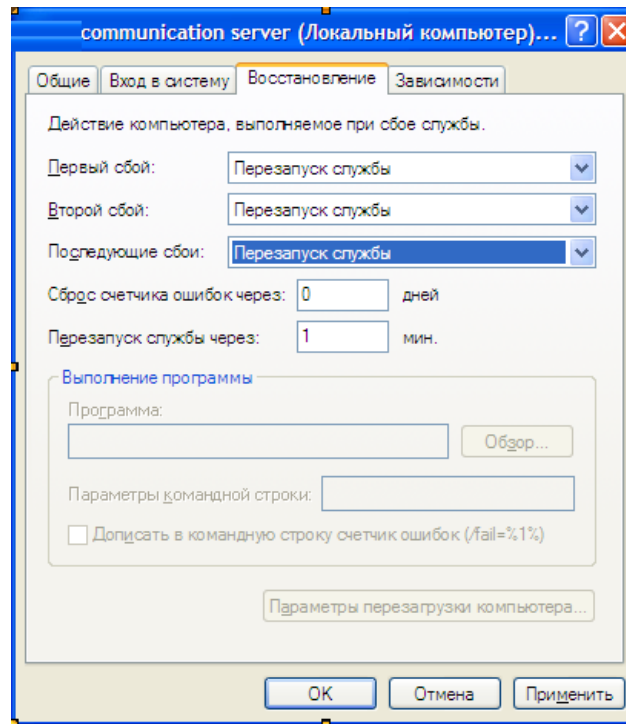 communication server (Локальный компьютер)...
Общие Вход в систему Восстановление Зависимости
Действие компьютера, выполняемое при сбое службы.
Первый сбой: Перезапуск службы
Второй сбой: Перезапуск службы
Последующие сбои: Перезапуск службы
Сброс счетчика ошибок через: 0 дней
Перезапуск службы через: 1 мин.
Выполнение программы
Программа:
Обзор...
Параметры командной строки:
Дописать в командную строку счетчик ошибок (/fail=%1%)
Параметры перезагрузки компьютера...
OK Отмена Применить